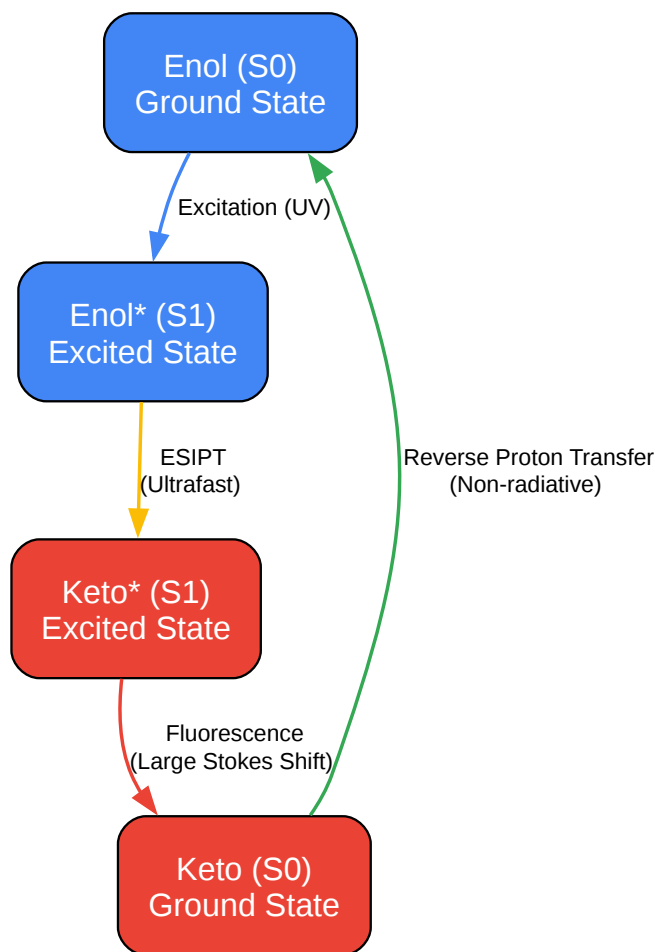 Enol (S0)
Ground State
Excitation (UV)
Enol* (S1)
Excited State
ESIPT
(Ultrafast)
Reverse Proton Transfer
(Non-radiative)
Keto* (S1)
Excited State
Fluorescence
(Large Stokes Shift)
Keto (S0)
Ground State